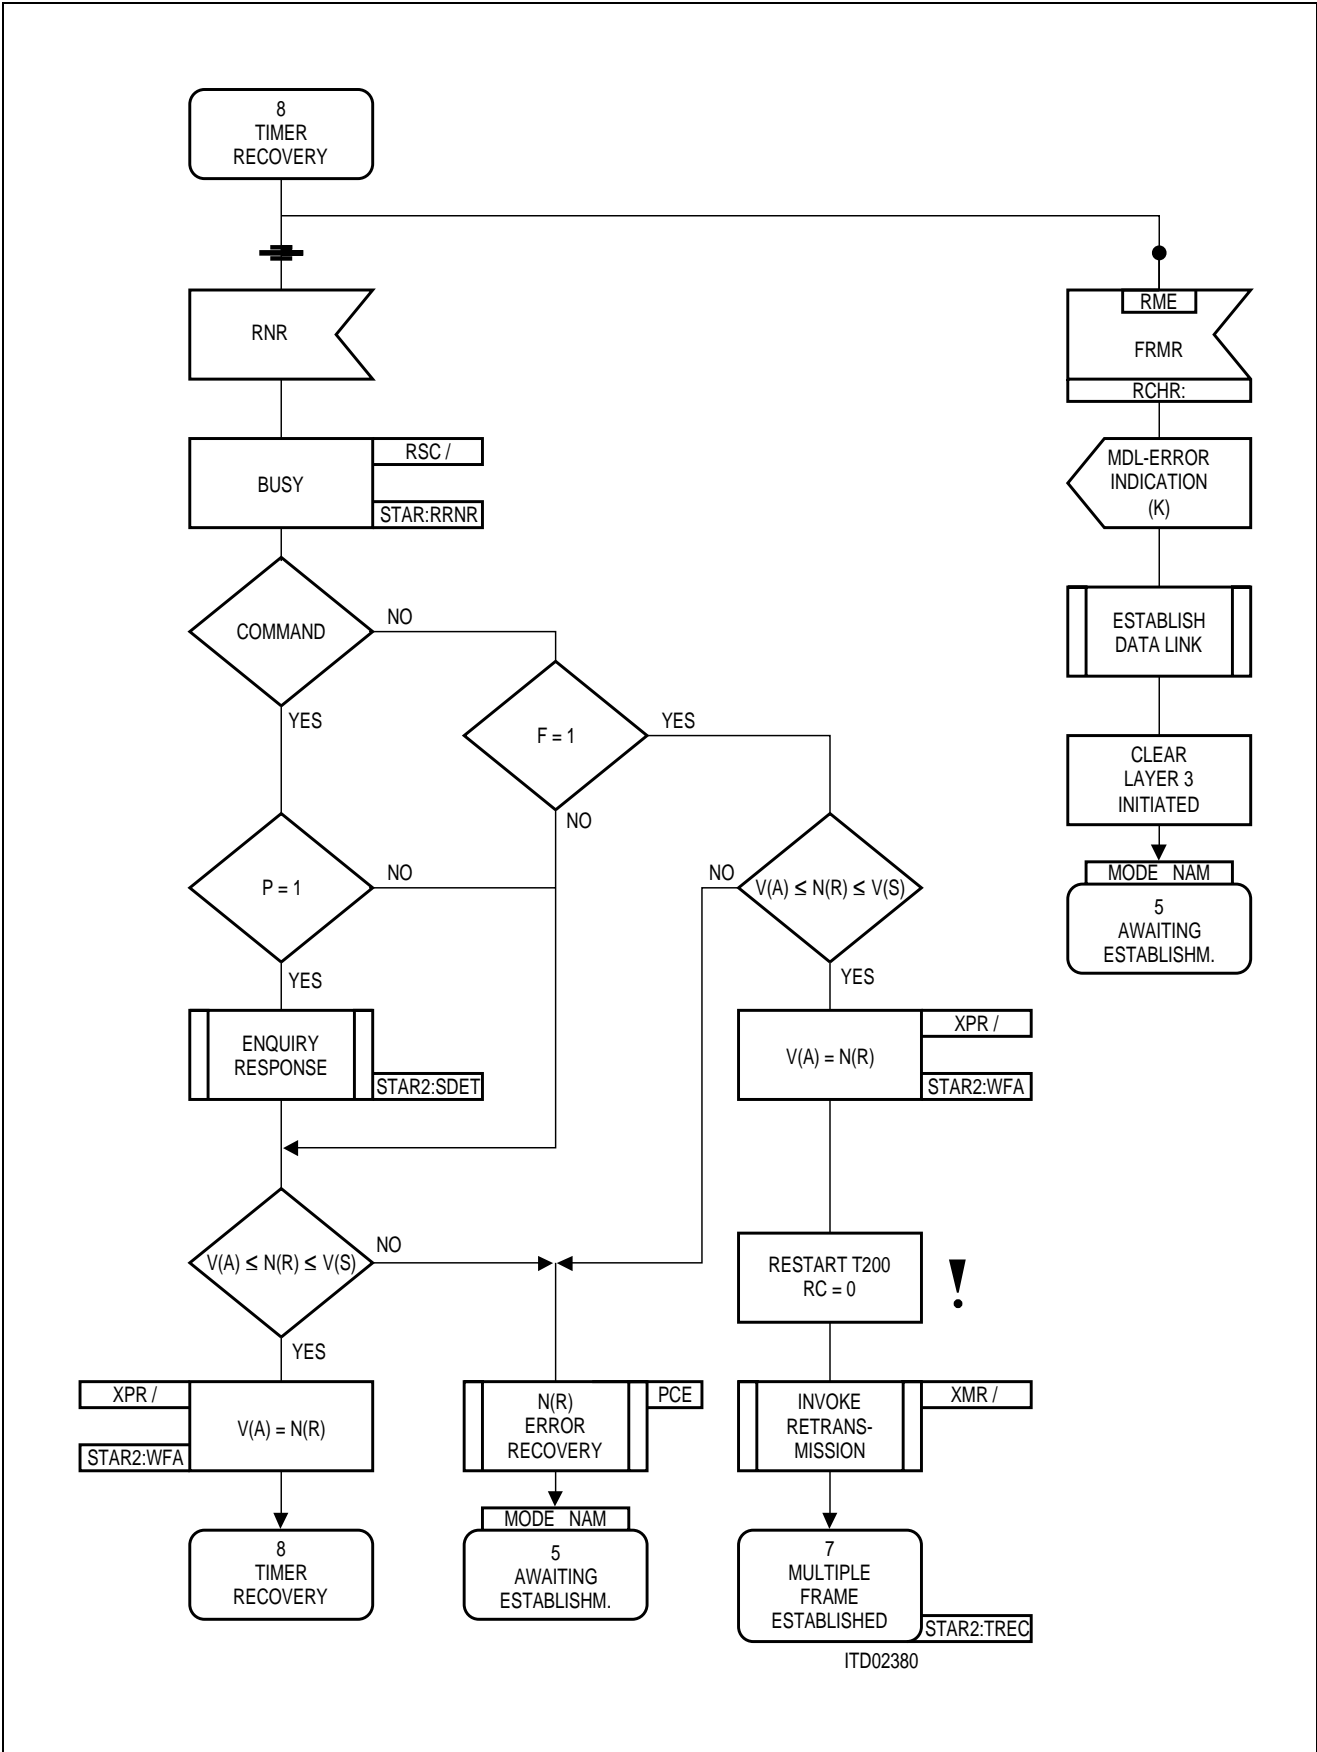 8
TIMER
RECOVERY
RNR
RME
FRMR
RCHR:
BUSY
RSC /
STAR:RRNR
MDL-ERROR
INDICATION
(K)
COMMAND
NO
YES
ESTABLISH
DATA LINK
F = 1
YES
NO
CLEAR
LAYER 3
INITIATED
P = 1
NO
YES
V(A) ≤ N(R) ≤ V(S)
NO
YES
MODE NAM
5
AWAITING
ESTABLISHM.
ENQUIRY
RESPONSE
STAR2:SDET
V(A) = N(R)
XPR /
STAR2:WFA
V(A) ≤ N(R) ≤ V(S)
NO
YES
RESTART T200
RC = 0
!
XPR /
STAR2:WFA
V(A) = N(R)
N(R)
ERROR
RECOVERY
PCE
INVOKE
RETRANS-
MISSION
XMR /
8
TIMER
RECOVERY
MODE NAM
5
AWAITING
ESTABLISHM.
7
MULTIPLE
FRAME
ESTABLISHED
STAR2:TREC
ITD02380